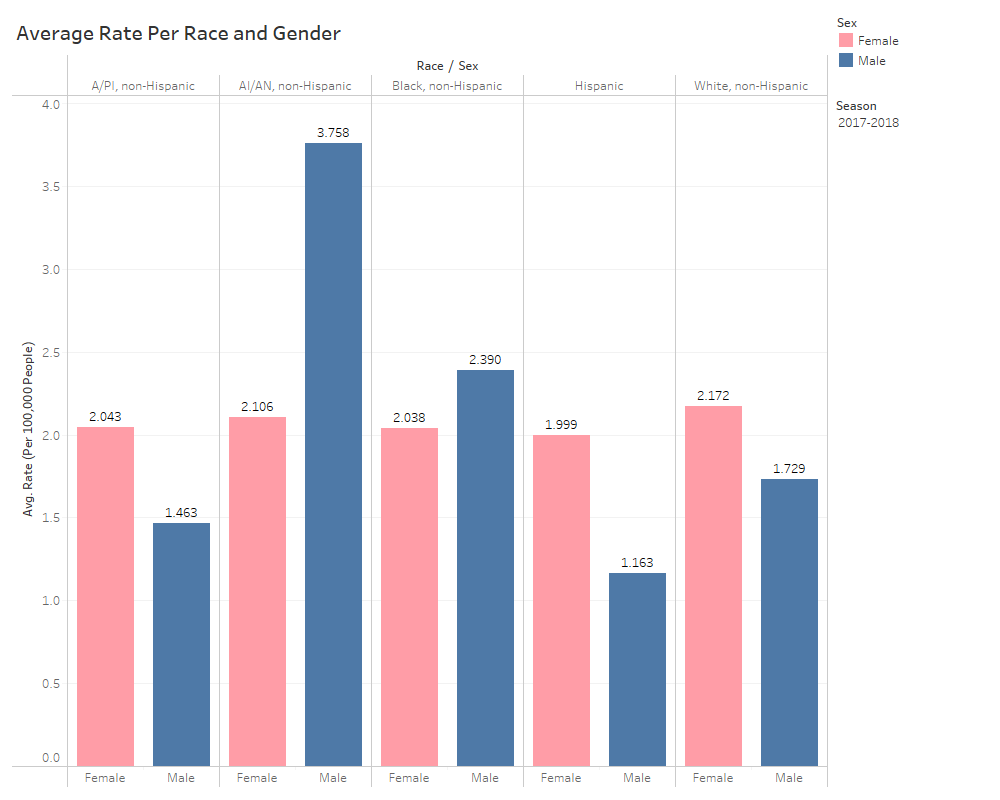 Average Rate Per Race and Gender
Sex
Female
Male
Season
2017-2018
Race / Sex
A/PI, non-Hispanic AI/AN, non-Hispanic Black, non-Hispanic Hispanic White, non-Hispanic
Avg. Rate (Per 100,000 People)
4.0
3.5
3.0
2.5
2.0
1.5
1.0
0.5
0.0
2.043
1.463
2.106
3.758
2.038
2.390
1.999
1.163
2.172
1.729
Female Male Female Male Female Male Female Male Female Male